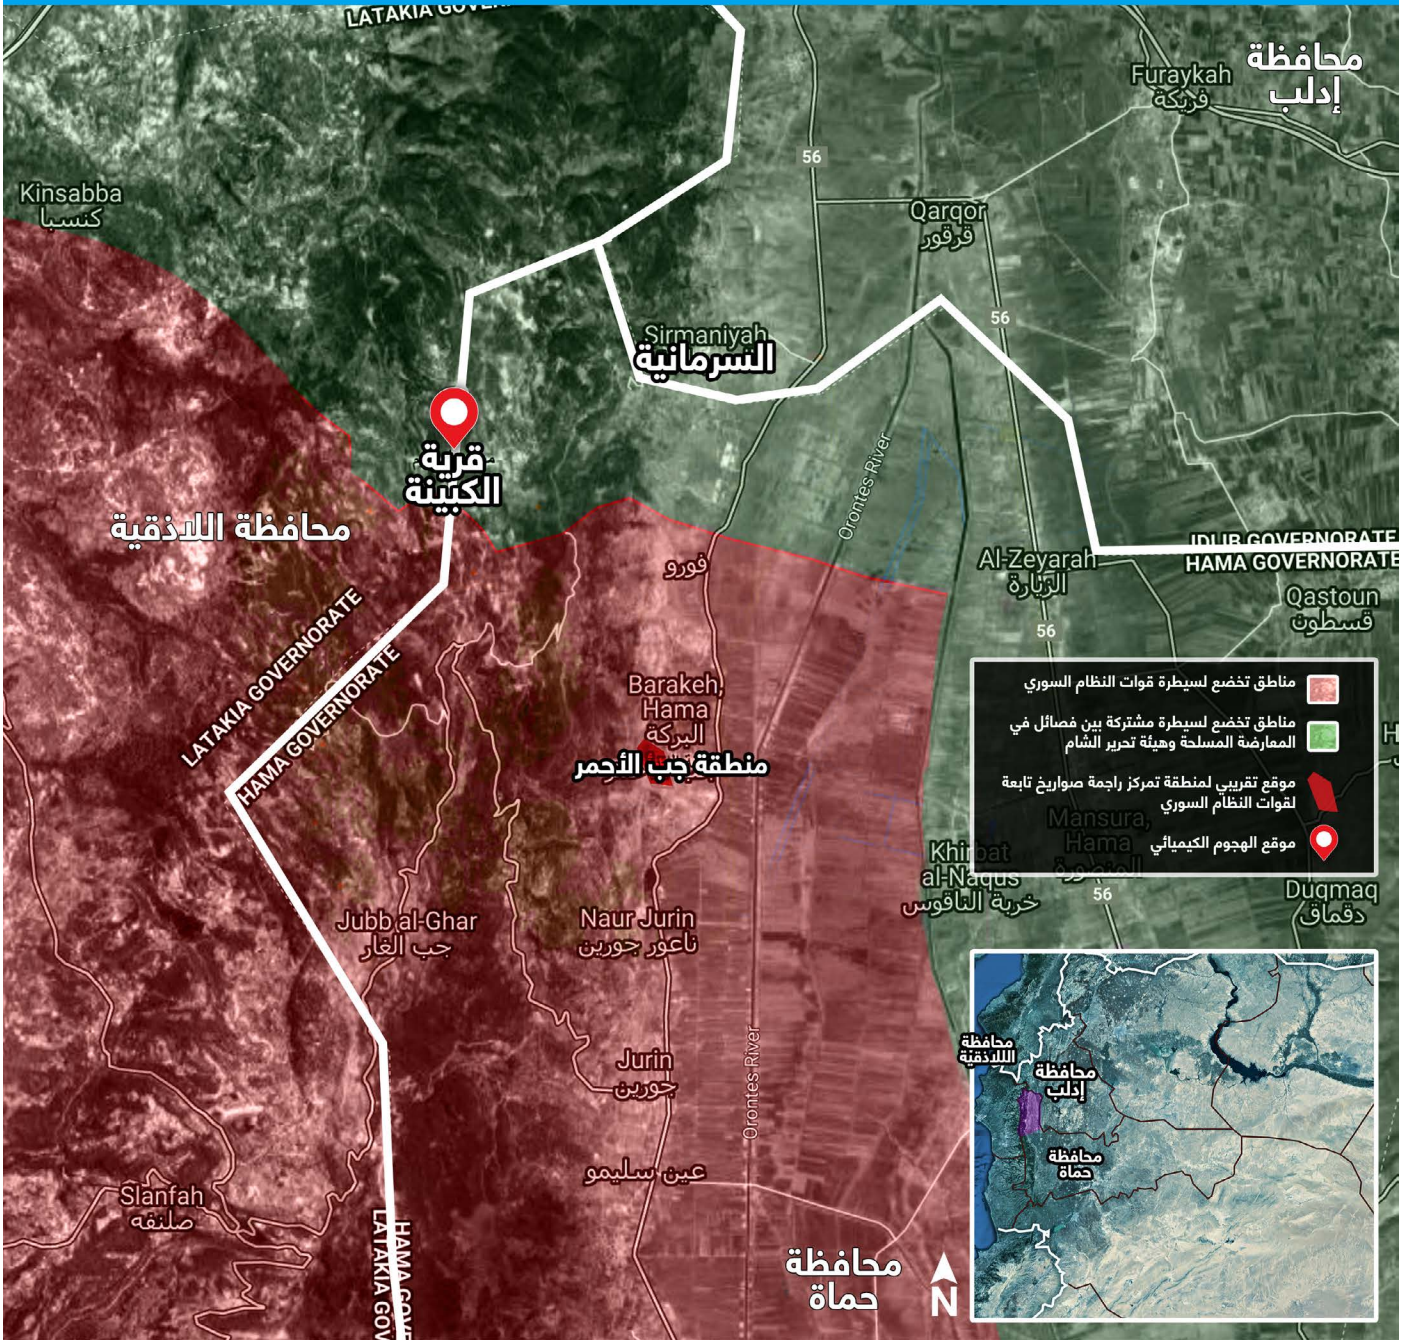 LATAKIA
محافظة
إدلب
Furaykah
فريكة
56
Kinsabba
كنسبا
Qarqor
قرقور
56
Sirmaniyah
السرمانية
قرية
الكبينة
Orontes River
محافظة اللاذقية
IDLIB GOVERNORATE
HAMA GOVERNORATE
فورو
Al-Zeyarah
الزيارة
Qastoun
قسطون
56
LATAKIA GOVERNORATE
HAMA GOVERNORATE
Barakeh,
Hama
البركة
منطقة جب الأحمر
مناطق تخضع لسيطرة قوات النظام السوري
مناطق تخضع لسيطرة مشتركة بين فصائل في
المعارضة المسلحة وهيئة تحرير الشام
موقع تقريبي لمنطقة تمركز راجمة صواريخ تابعة
لقوات النظام السوري
موقع الهجوم الكيميائي
Mansura,
Hama
المنصورة
Khirbat
al-Naqus
خربة الناقوس
56
Duqmaq
دقماق
Jubb al-Ghar
جب الغار
Naur Jurin
ناعور جورين
Jurin
جورين
Orontes River
عين سليمو
Slanfah
صلنفه
HAMA GOV
LATAKIA GOV
محافظة
حماة
N
محافظة
اللاذقية
محافظة
إدلب
محافظة
حماة